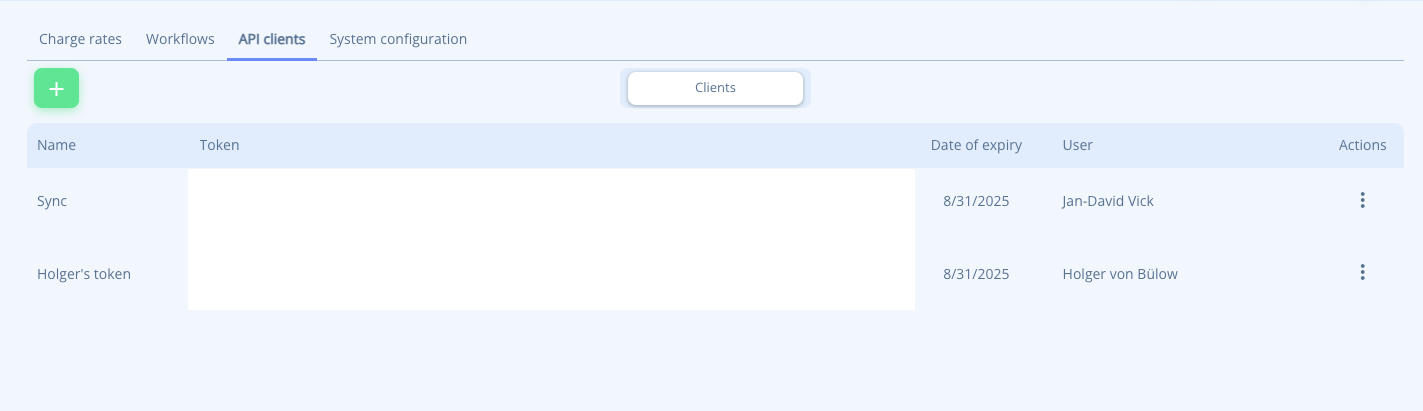 Charge rates Workflows API clients System configuration
+ Clients
Name Token Date of expiry User Actions
Sync 8/31/2025 Jan-David Vick
Holger's token 8/31/2025 Holger von Bülow